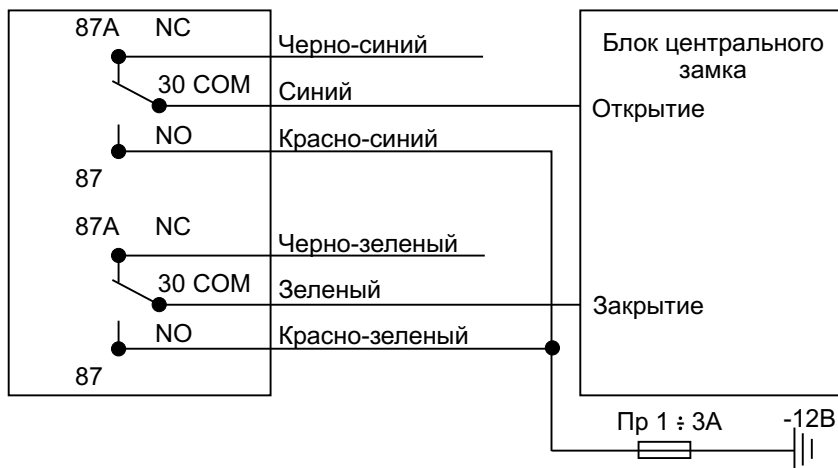 87A NC
Черно-синий
30 COM
Синий
NO
Красно-синий
87
87A NC
Черно-зеленый
30 COM
Зеленый
NO
Красно-зеленый
87
Блок центрального
замка
Открытие
Закрытие
Пр 1 ÷ 3А
-12В